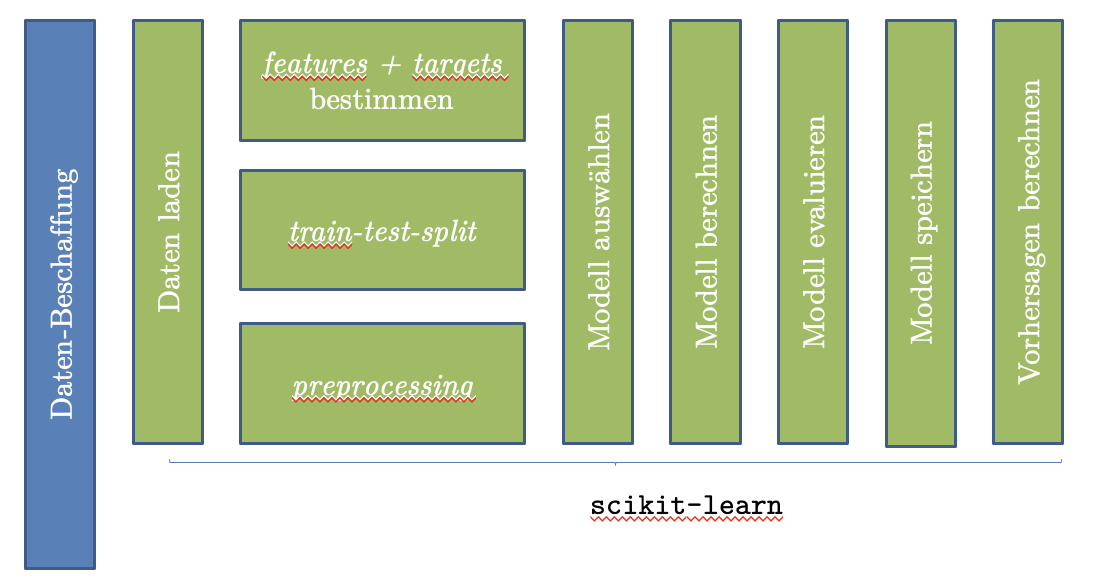 Daten-Beschaffung
Daten laden
features + targets
bestimmen
train-test-split
preprocessing
Modell auswählen
Modell berechnen
Modell evaluieren
Modell speichern
Vorhersagen berechnen
scikit-learn